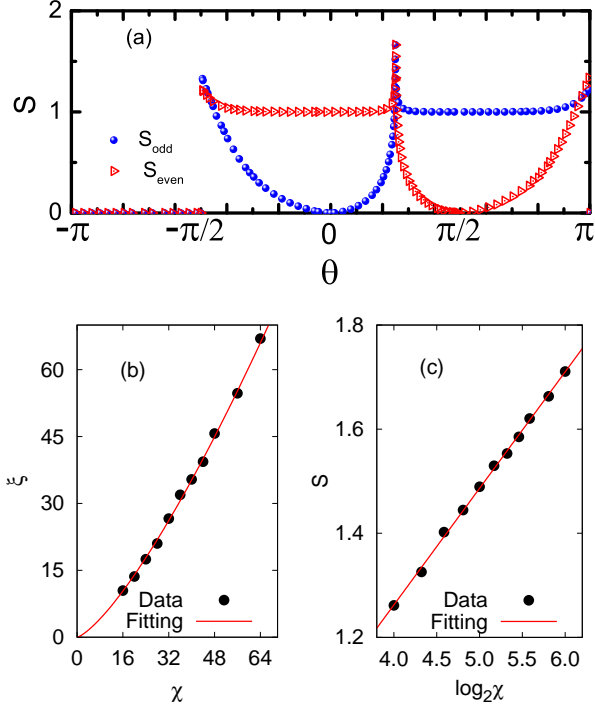 2
(a)
S
1
S_odd
S_even
0
-π -π/2 0 π/2 π
θ
60
45
30
15
0
ξ
(b)
Data
Fitting
0 16 32 48 64
χ
1.8
1.6
1.4
1.2
S
(c)
Data
Fitting
4.0 4.5 5.0 5.5 6.0
log₂χ